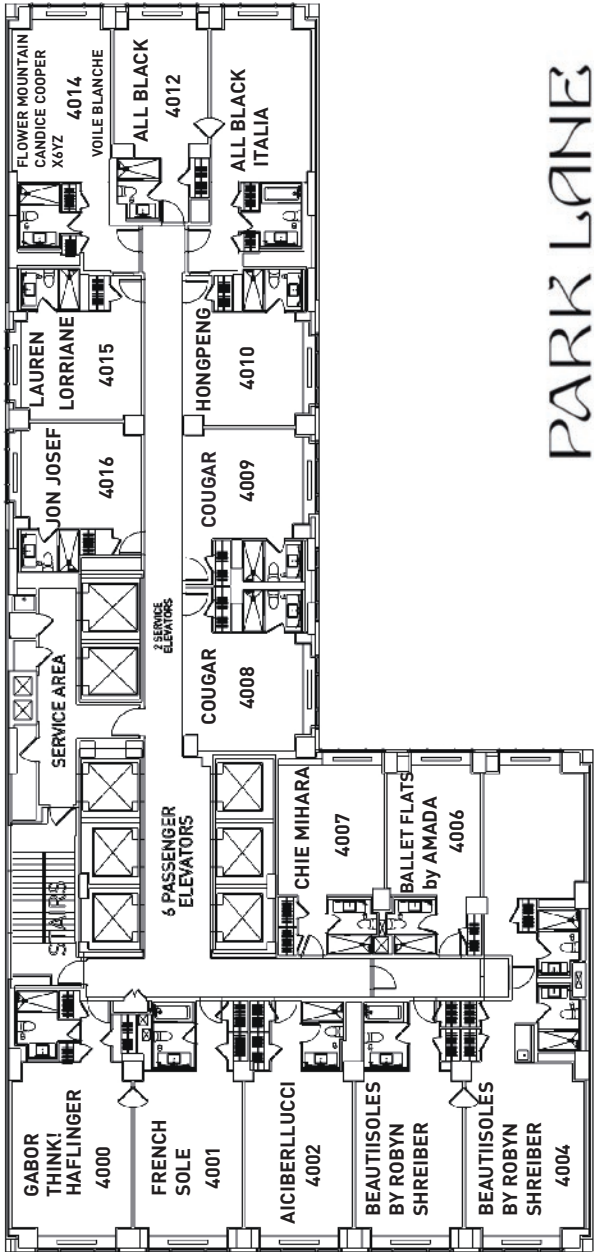 FLOWER MOUNTAIN
CANDICE COOPER
X6YZ
4014
VOILE BLANCHE
ALL BLACK
4012
ALL BLACK
ITALIA
LAUREN
LORRIANE
4015
HONGPENG
4010
JON JOSEF
4016
COUGAR
4009
2 SERVICE
ELEVATORS
SERVICE AREA
COUGAR
4008
6 PASSENGER
ELEVATORS
STAIRS
CHIE MIHARA
4007
BALLET FLATS
by AMADA
4006
GABOR
THINK!
HAFLINGER
4000
FRENCH
SOLE
4001
AICIBERLLUCCI
4002
BEAUTIISOLES
BY ROBYN
SHREIBER
BEAUTIISOLES
BY ROBYN
SHREIBER
4004
PARK LANE